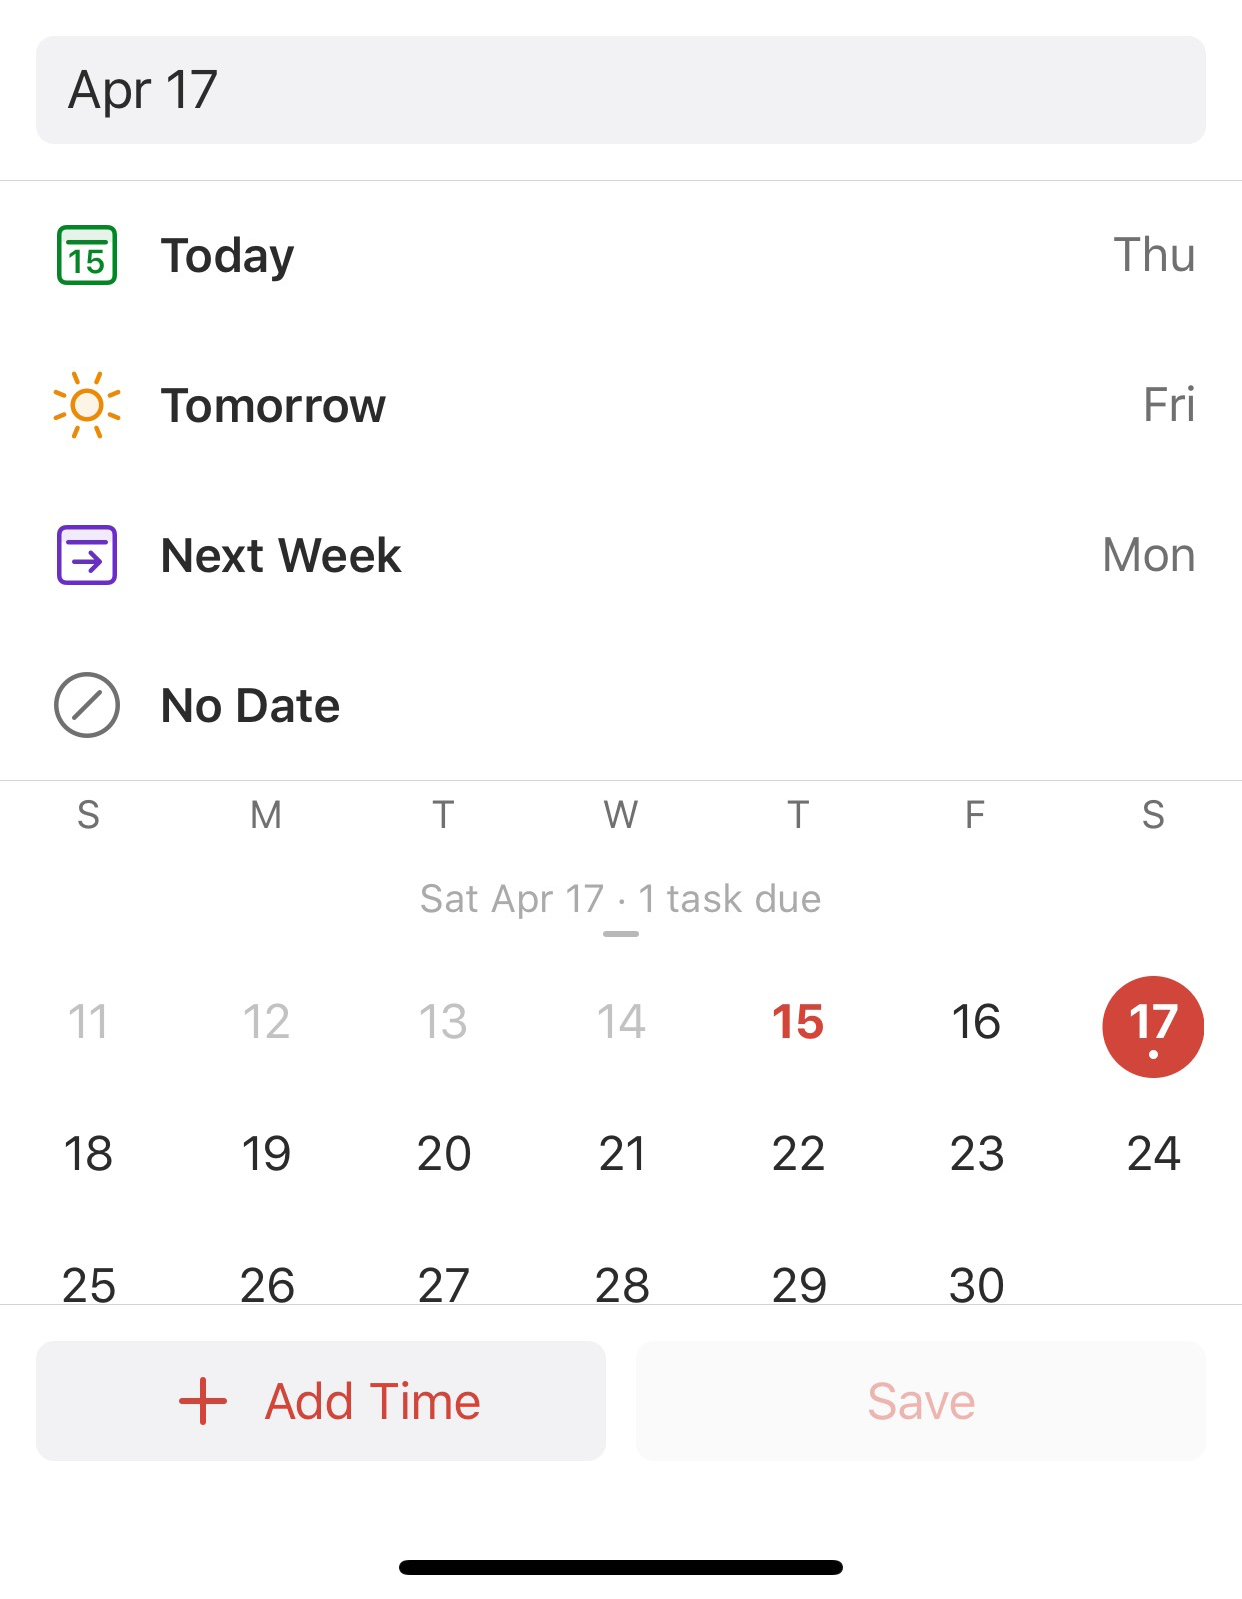 Apr 17
15 Today Thu
Tomorrow Fri
Next Week Mon
No Date
S M T W T F S
Sat Apr 17 · 1 task due
11 12 13 14 15 16 17
18 19 20 21 22 23 24
25 26 27 28 29 30
Add Time Save